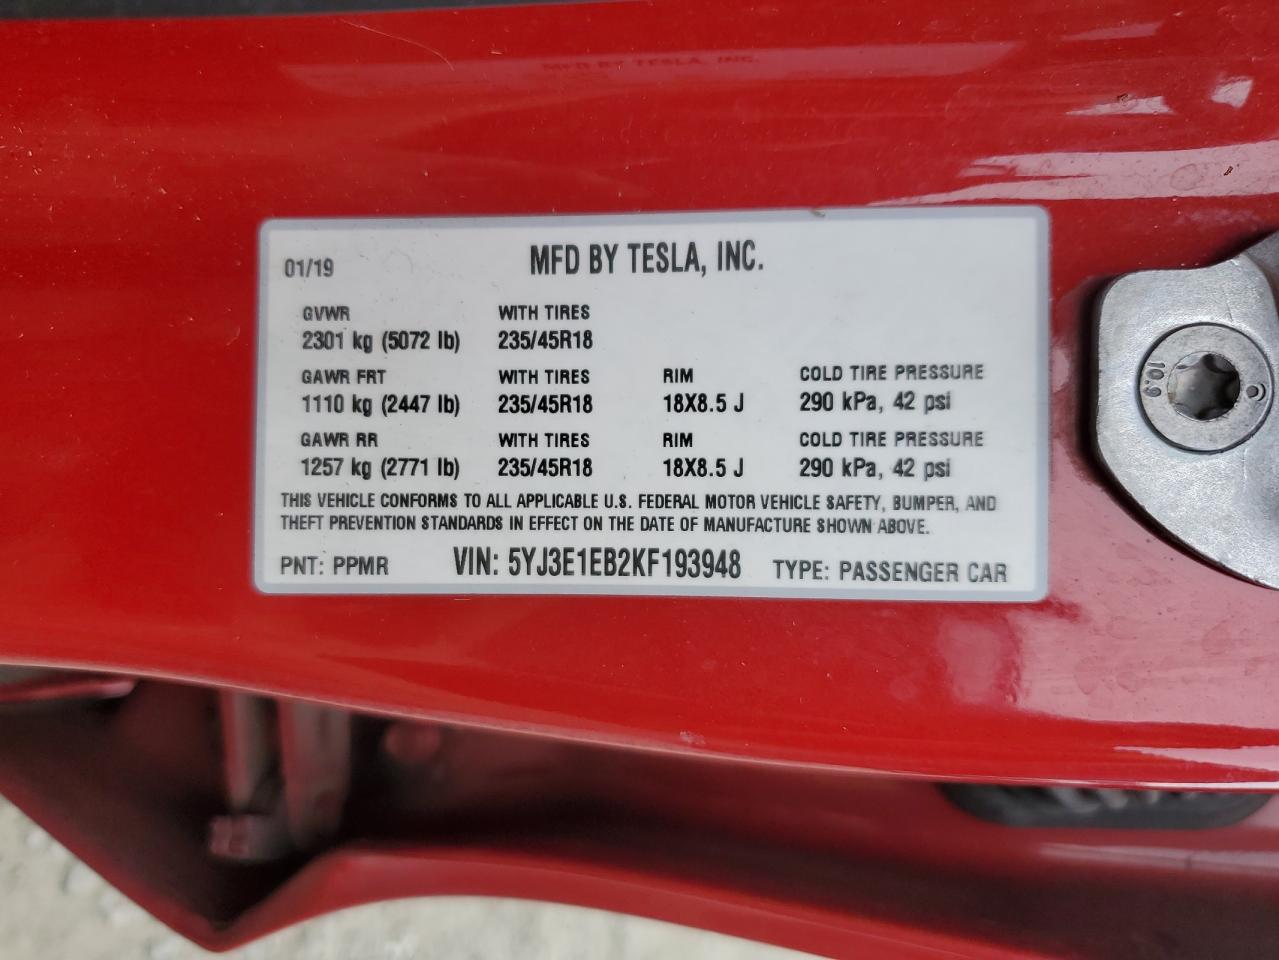 01/19 MFD BY TESLA, INC.
GVWR WITH TIRES
2301 kg (5072 lb) 235/45R18
GAWR FRT WITH TIRES RIM COLD TIRE PRESSURE
1110 kg (2447 lb) 235/45R18 18X8.5 J 290 kPa, 42 psi
GAWR RR WITH TIRES RIM COLD TIRE PRESSURE
1257 kg (2771 lb) 235/45R18 18X8.5 J 290 kPa, 42 psi
THIS VEHICLE CONFORMS TO ALL APPLICABLE U.S. FEDERAL MOTOR VEHICLE SAFETY, BUMPER, AND
THEFT PREVENTION STANDARDS IN EFFECT ON THE DATE OF MANUFACTURE SHOWN ABOVE.
PNT: PPMR VIN: 5YJ3E1EB2KF193948 TYPE: PASSENGER CAR
10.9